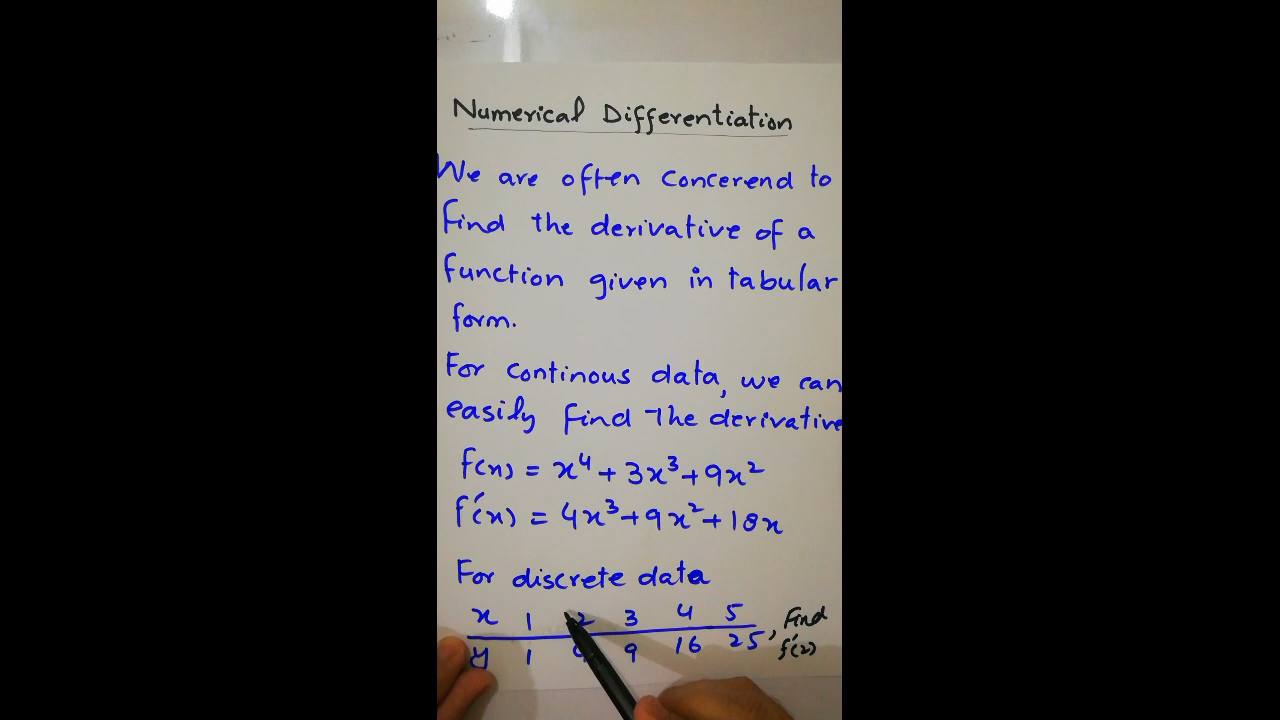 Numerical Differentiation
We are often concerend to
find the derivative of a
function given in tabular
form.
For continous data, we can
easily find the derivative
f(x) = x⁴ + 3x³ + 9x²
f'(x) = 4x³ + 9x² + 18x
For discrete data
x 1 2 3 4 5
y 1 9 16 25 , Find f'(2)